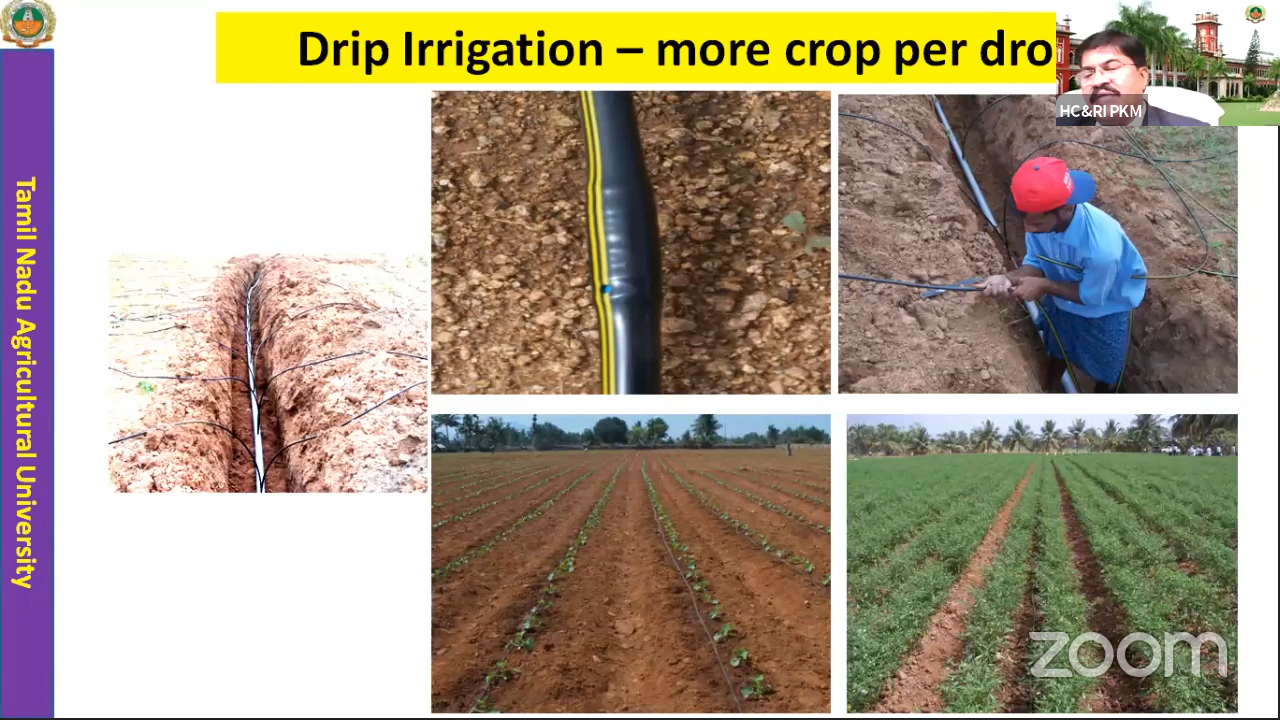 Drip Irrigation – more crop per dro
HC&RI PKM
Tamil Nadu Agricultural University
zoom